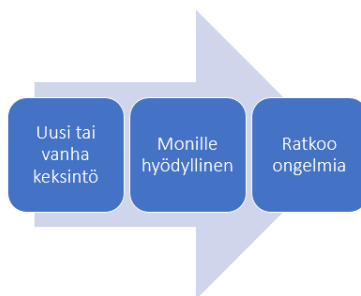 Uusi tai
vanha
keksintö
Monille
hyödyllinen
Ratkoo
ongelmia